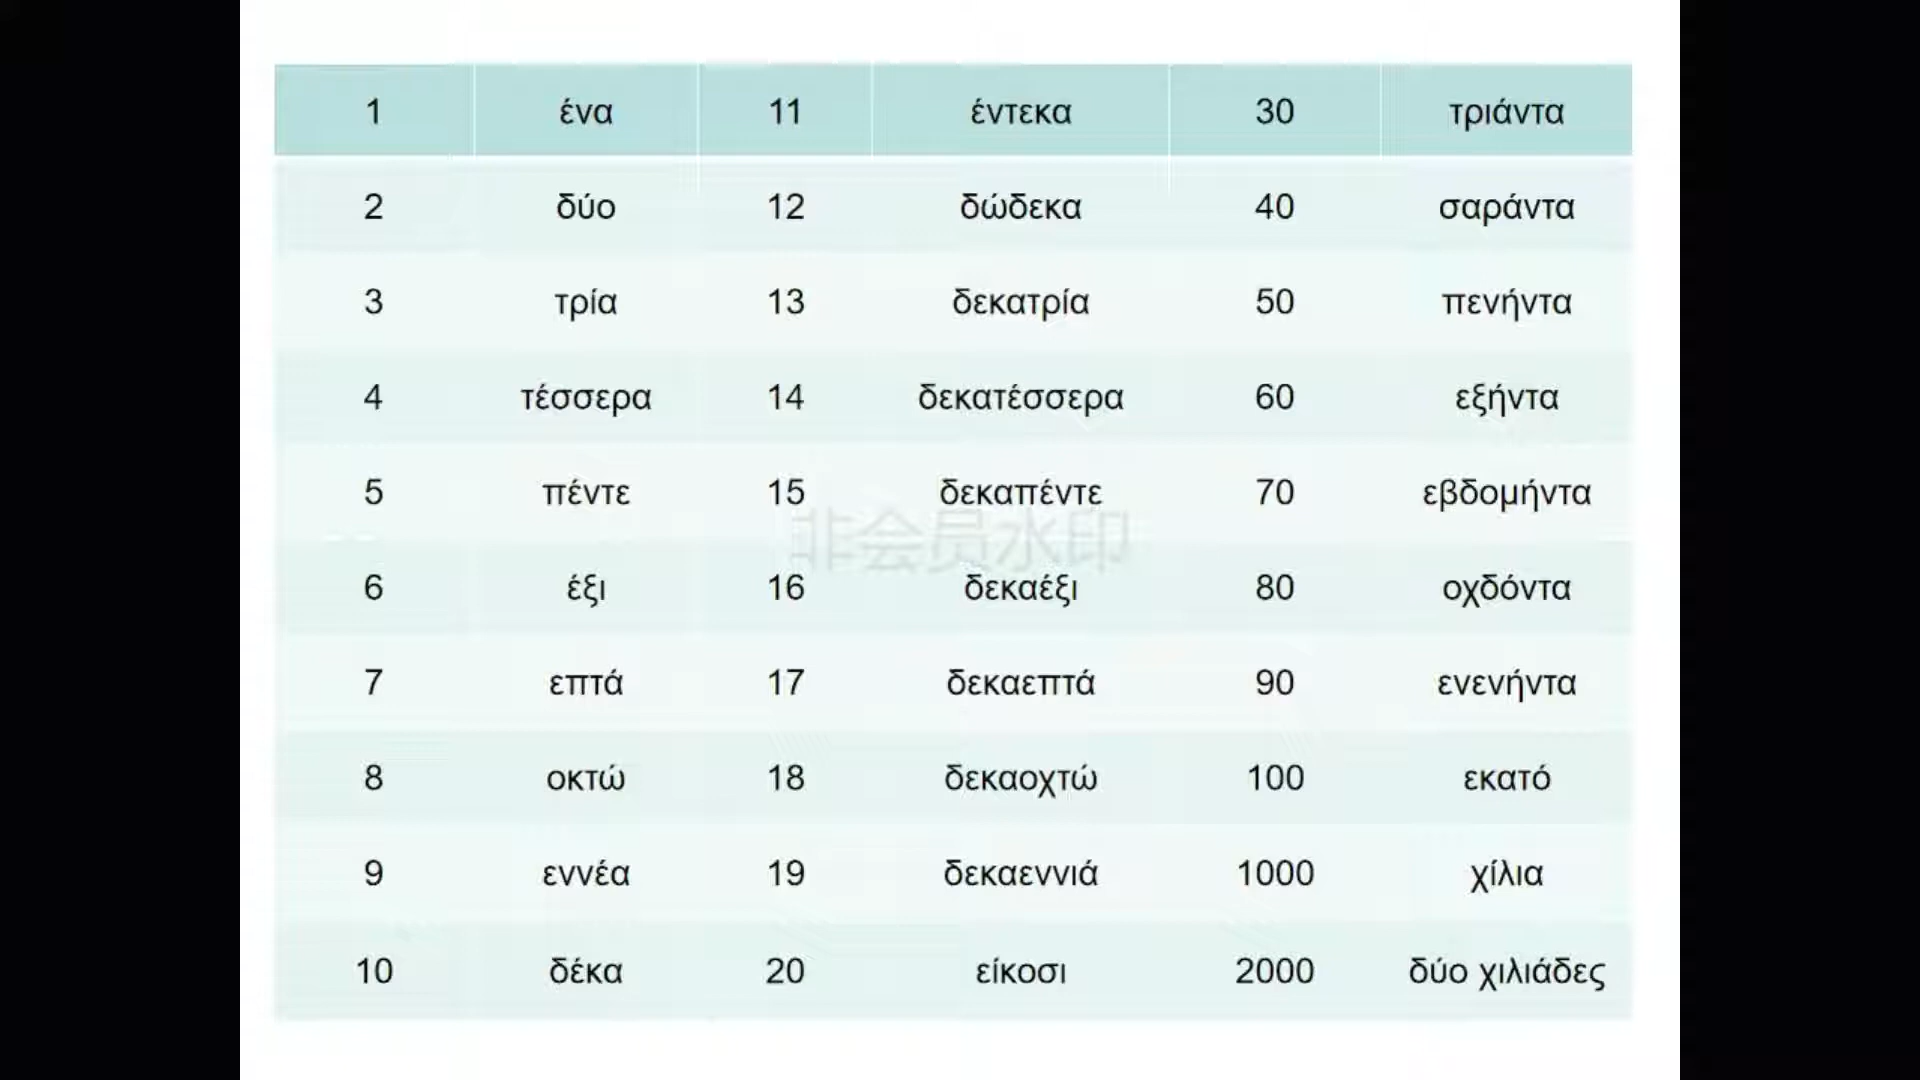 1 ένα 11 έντεκα 30 τριάντα
2 δύο 12 δώδεκα 40 σαράντα
3 τρία 13 δεκατρία 50 πενήντα
4 τέσσερα 14 δεκατέσσερα 60 εξήντα
5 πέντε 15 δεκαπέντε 70 εβδομήντα
非会员水印
6 έξι 16 δεκαέξι 80 οχδόντα
7 επτά 17 δεκαεπτά 90 ενενήντα
8 οκτώ 18 δεκαοχτώ 100 εκατό
9 εννέα 19 δεκαεννιά 1000 χίλια
10 δέκα 20 είκοσι 2000 δύο χιλιάδες